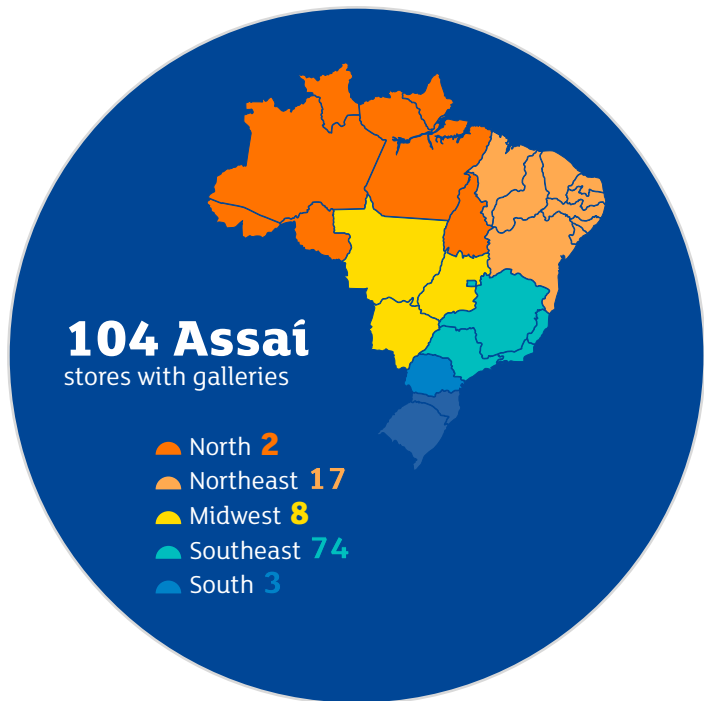 104 Assaí
stores with galleries
North 2
Northeast 17
Midwest 8
Southeast 74
South 3